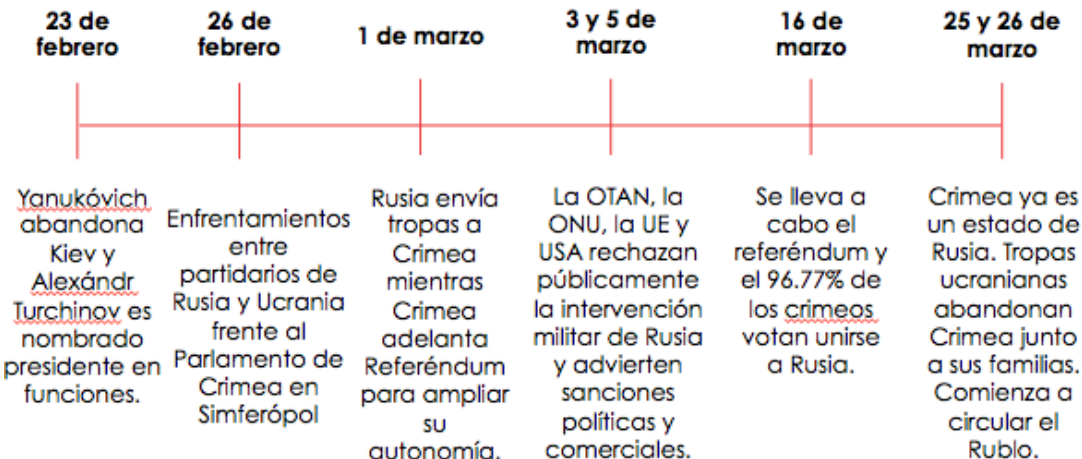 23 de
febrero
26 de
febrero
1 de marzo
3 y 5 de
marzo
16 de
marzo
25 y 26 de
marzo
Yanukóvich
abandona
Kiev y
Alexándr
Turchinov es
nombrado
presidente en
funciones.
Enfrentamientos
entre
partidarios de
Rusia y Ucrania
frente al
Parlamento de
Crimea en
Simferópol
Rusia envía
tropas a
Crimea
mientras
Crimea
adelanta
Referéndum
para ampliar
su
autonomía.
La OTAN, la
ONU, la UE y
USA rechazan
públicamente
la intervención
militar de Rusia
y advierten
sanciones
políticas y
comerciales.
Se lleva a
cabo el
referéndum y
el 96.77% de
los crimeos
votan unirse
a Rusia.
Crimea ya es
un estado de
Rusia. Tropas
ucranianas
abandonan
Crimea junto
a sus familias.
Comienza a
circular el
Rublo.